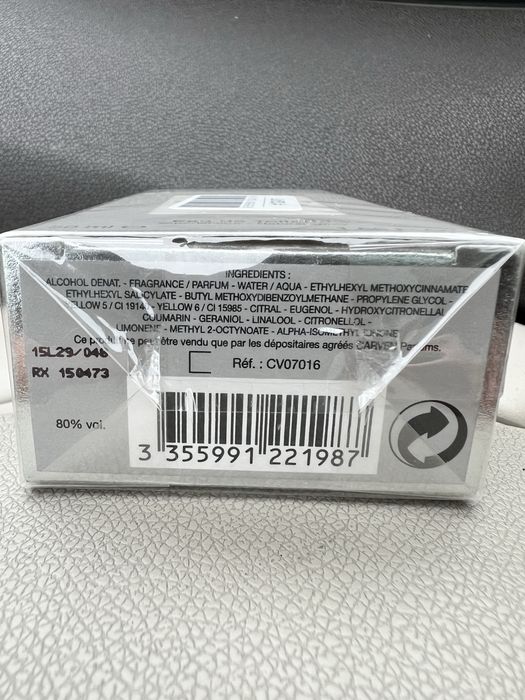 INGREDIENTS :
ALCOHOL DENAT. - FRAGRANCE / PARFUM - WATER / AQUA - ETHYLHEXYL METHOXYCINNAMATE
ETHYLHEXYL SALICYLATE - BUTYL METHOXYDIBENZOYLMETHANE - PROPYLENE GLYCOL -
ELLOW 5 / CI 1914 - YELLOW 6 / CI 15985 - CITRAL - EUGENOL - HYDROXYCITRONELLAL
COUMARIN - GERANIOL - LINALOOL - CITRONELLOL -
LIMONENE - METHYL 2-OCTYNOATE - ALPHA-ISOMETHYL IONONE
Ce produit ne peut être vendu que par les dépositaires agréés CARVEN Parfums.
15L29/046
RX 150473
Réf. : CV07016
80% vol.
3 355991 221987